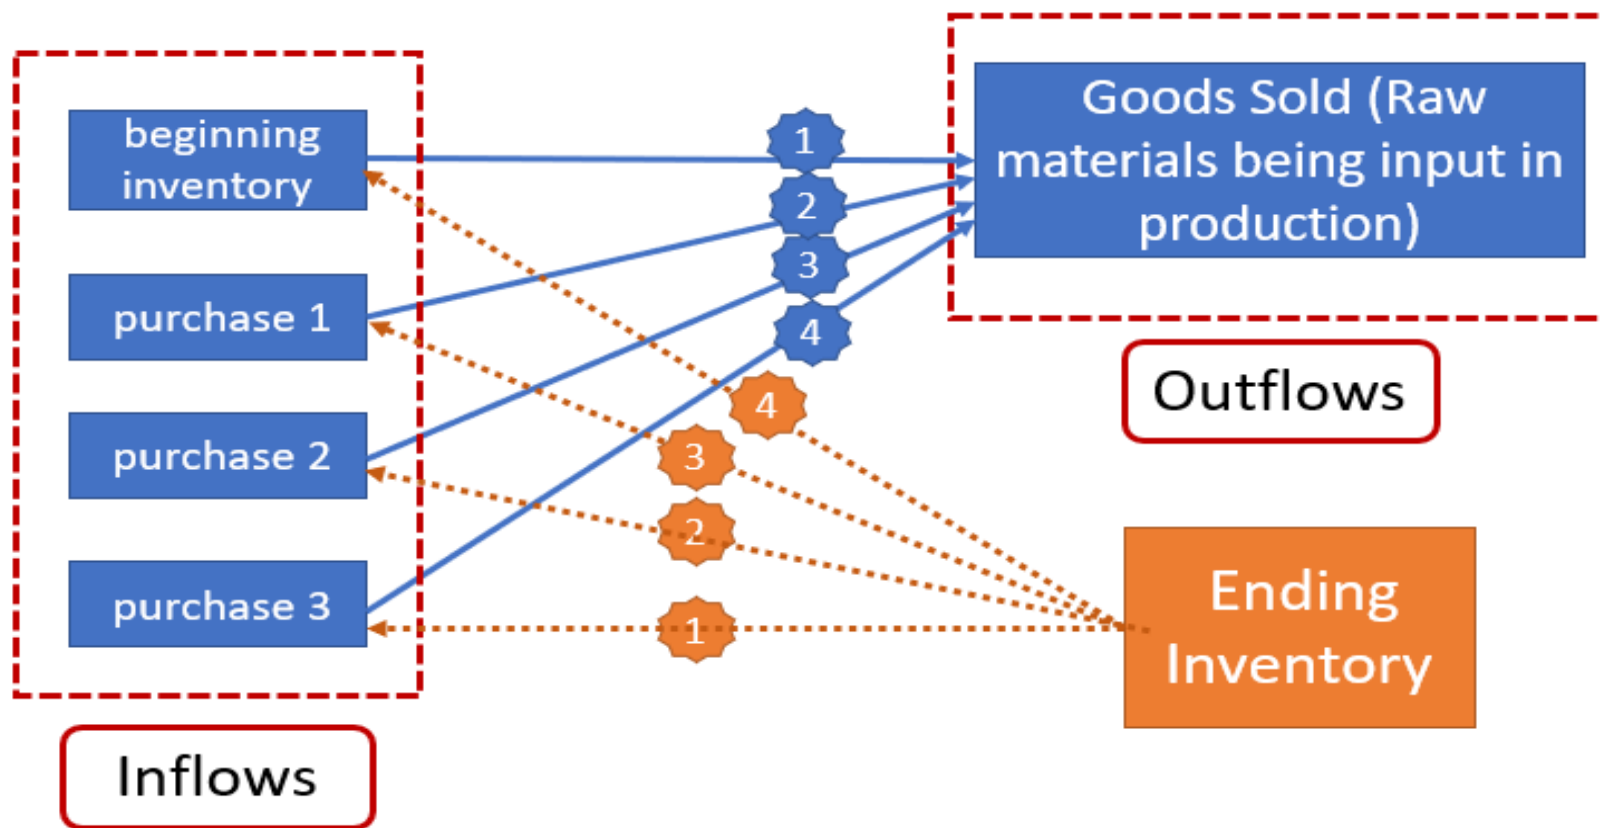 beginning
inventory
purchase 1
purchase 2
purchase 3
Inflows
1
2
3
4
4
3
2
1
Goods Sold (Raw
materials being input in
production)
Outflows
Ending
Inventory